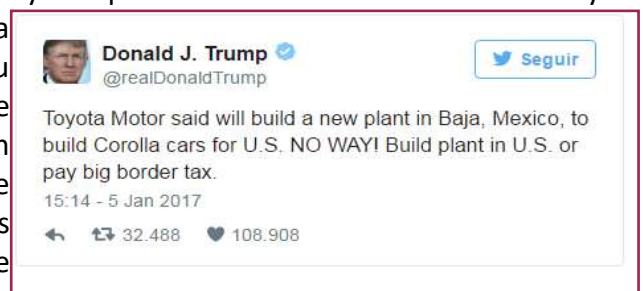 Donald J. Trump
Seguir
@realDonaldTrump
Toyota Motor said will build a new plant in Baja, Mexico, to
build Corolla cars for U.S. NO WAY! Build plant in U.S. or
pay big border tax.
15:14 - 5 Jan 2017
32.488 108.908